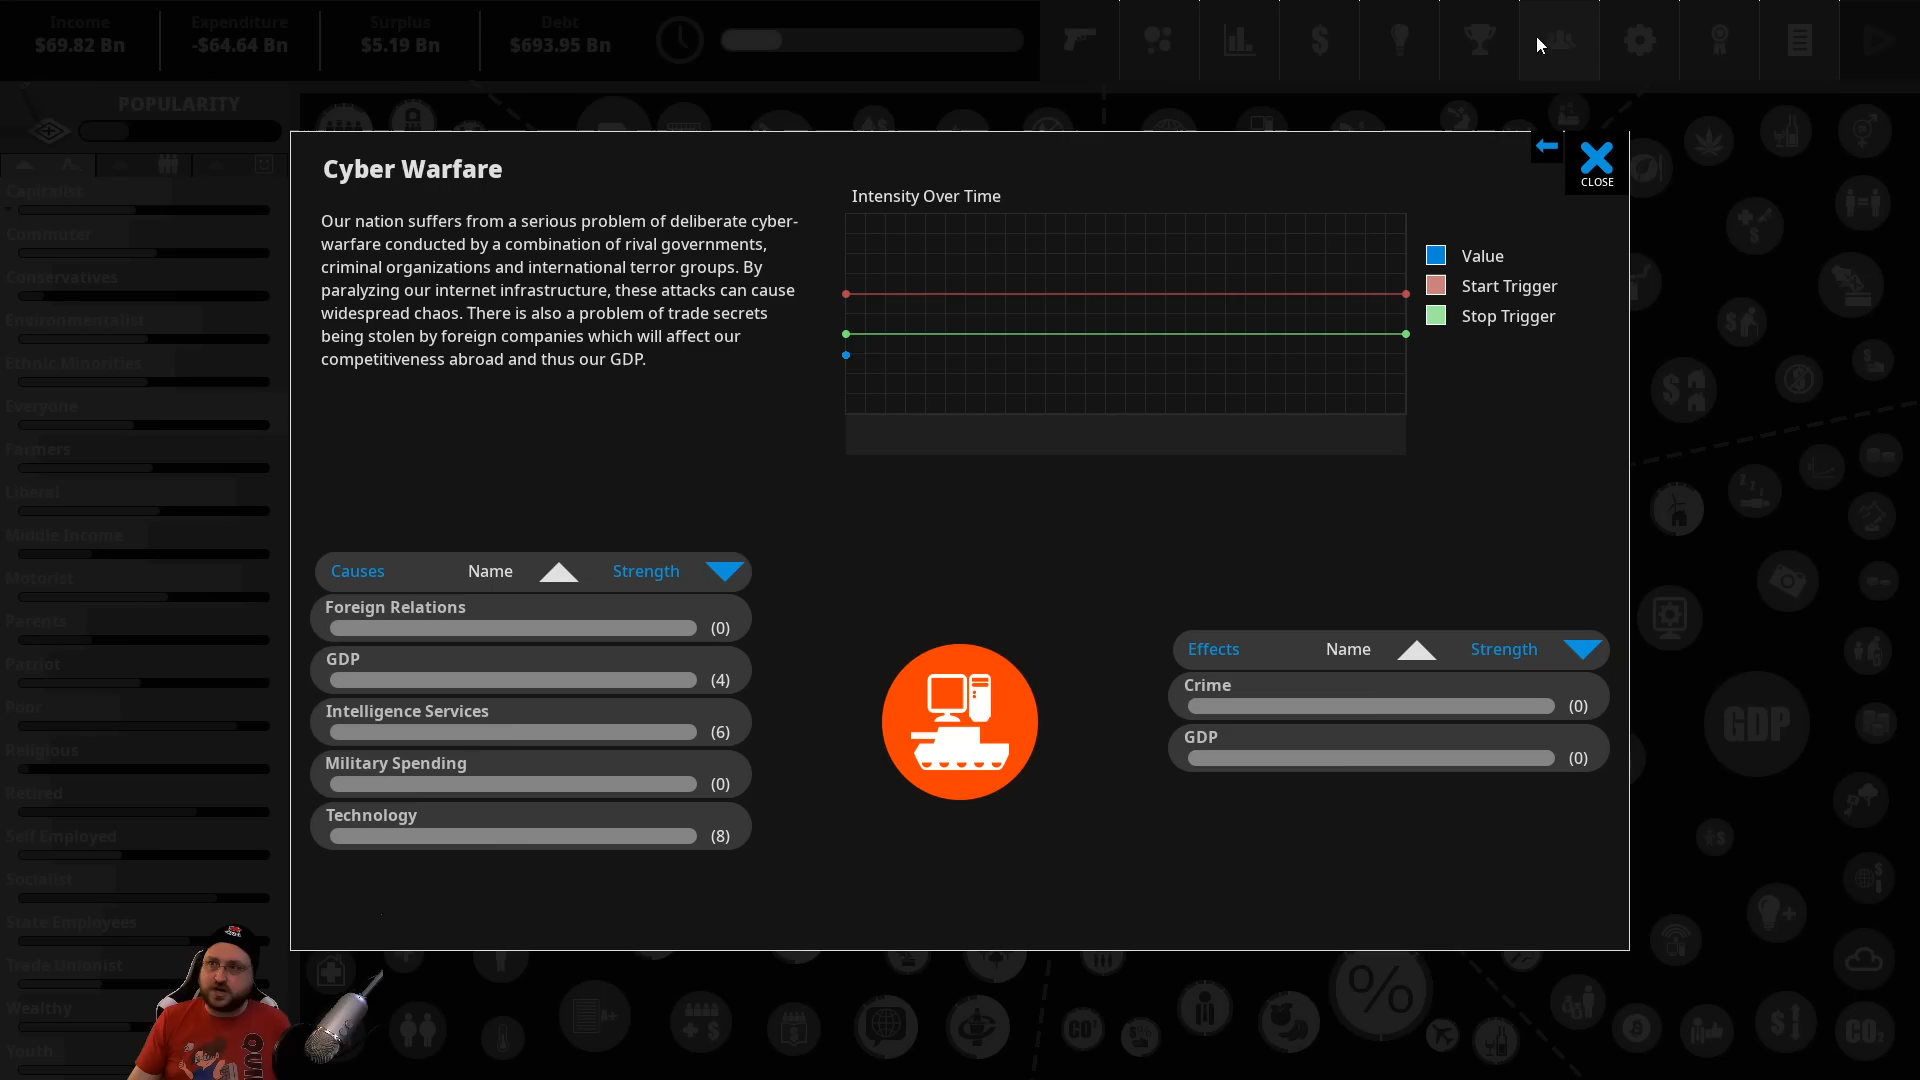 Income
Expenditure
Surplus
Debt
$69.82 Bn
-$64.64 Bn
$5.19 Bn
$693.95 Bn
POPULARITY
Capitalist
Commuter
Conservatives
Environmentalist
Ethnic Minorities
Everyone
Farmers
Liberal
Middle Income
Motorist
Parents
Patriot
Poor
Religious
Retired
Self Employed
Socialist
State Employees
Trade Unionist
Wealthy
Youth
Cyber Warfare
CLOSE
Our nation suffers from a serious problem of deliberate cyber-
warfare conducted by a combination of rival governments,
criminal organizations and international terror groups. By
paralyzing our internet infrastructure, these attacks can cause
widespread chaos. There is also a problem of trade secrets
being stolen by foreign companies which will affect our
competitiveness abroad and thus our GDP.
Intensity Over Time
Value
Start Trigger
Stop Trigger
Causes Name Strength
Foreign Relations
(0)
GDP
(4)
Intelligence Services
(6)
Military Spending
(0)
Technology
(8)
Effects Name Strength
Crime
(0)
GDP
(0)
GDP
%
CO²
CO₂